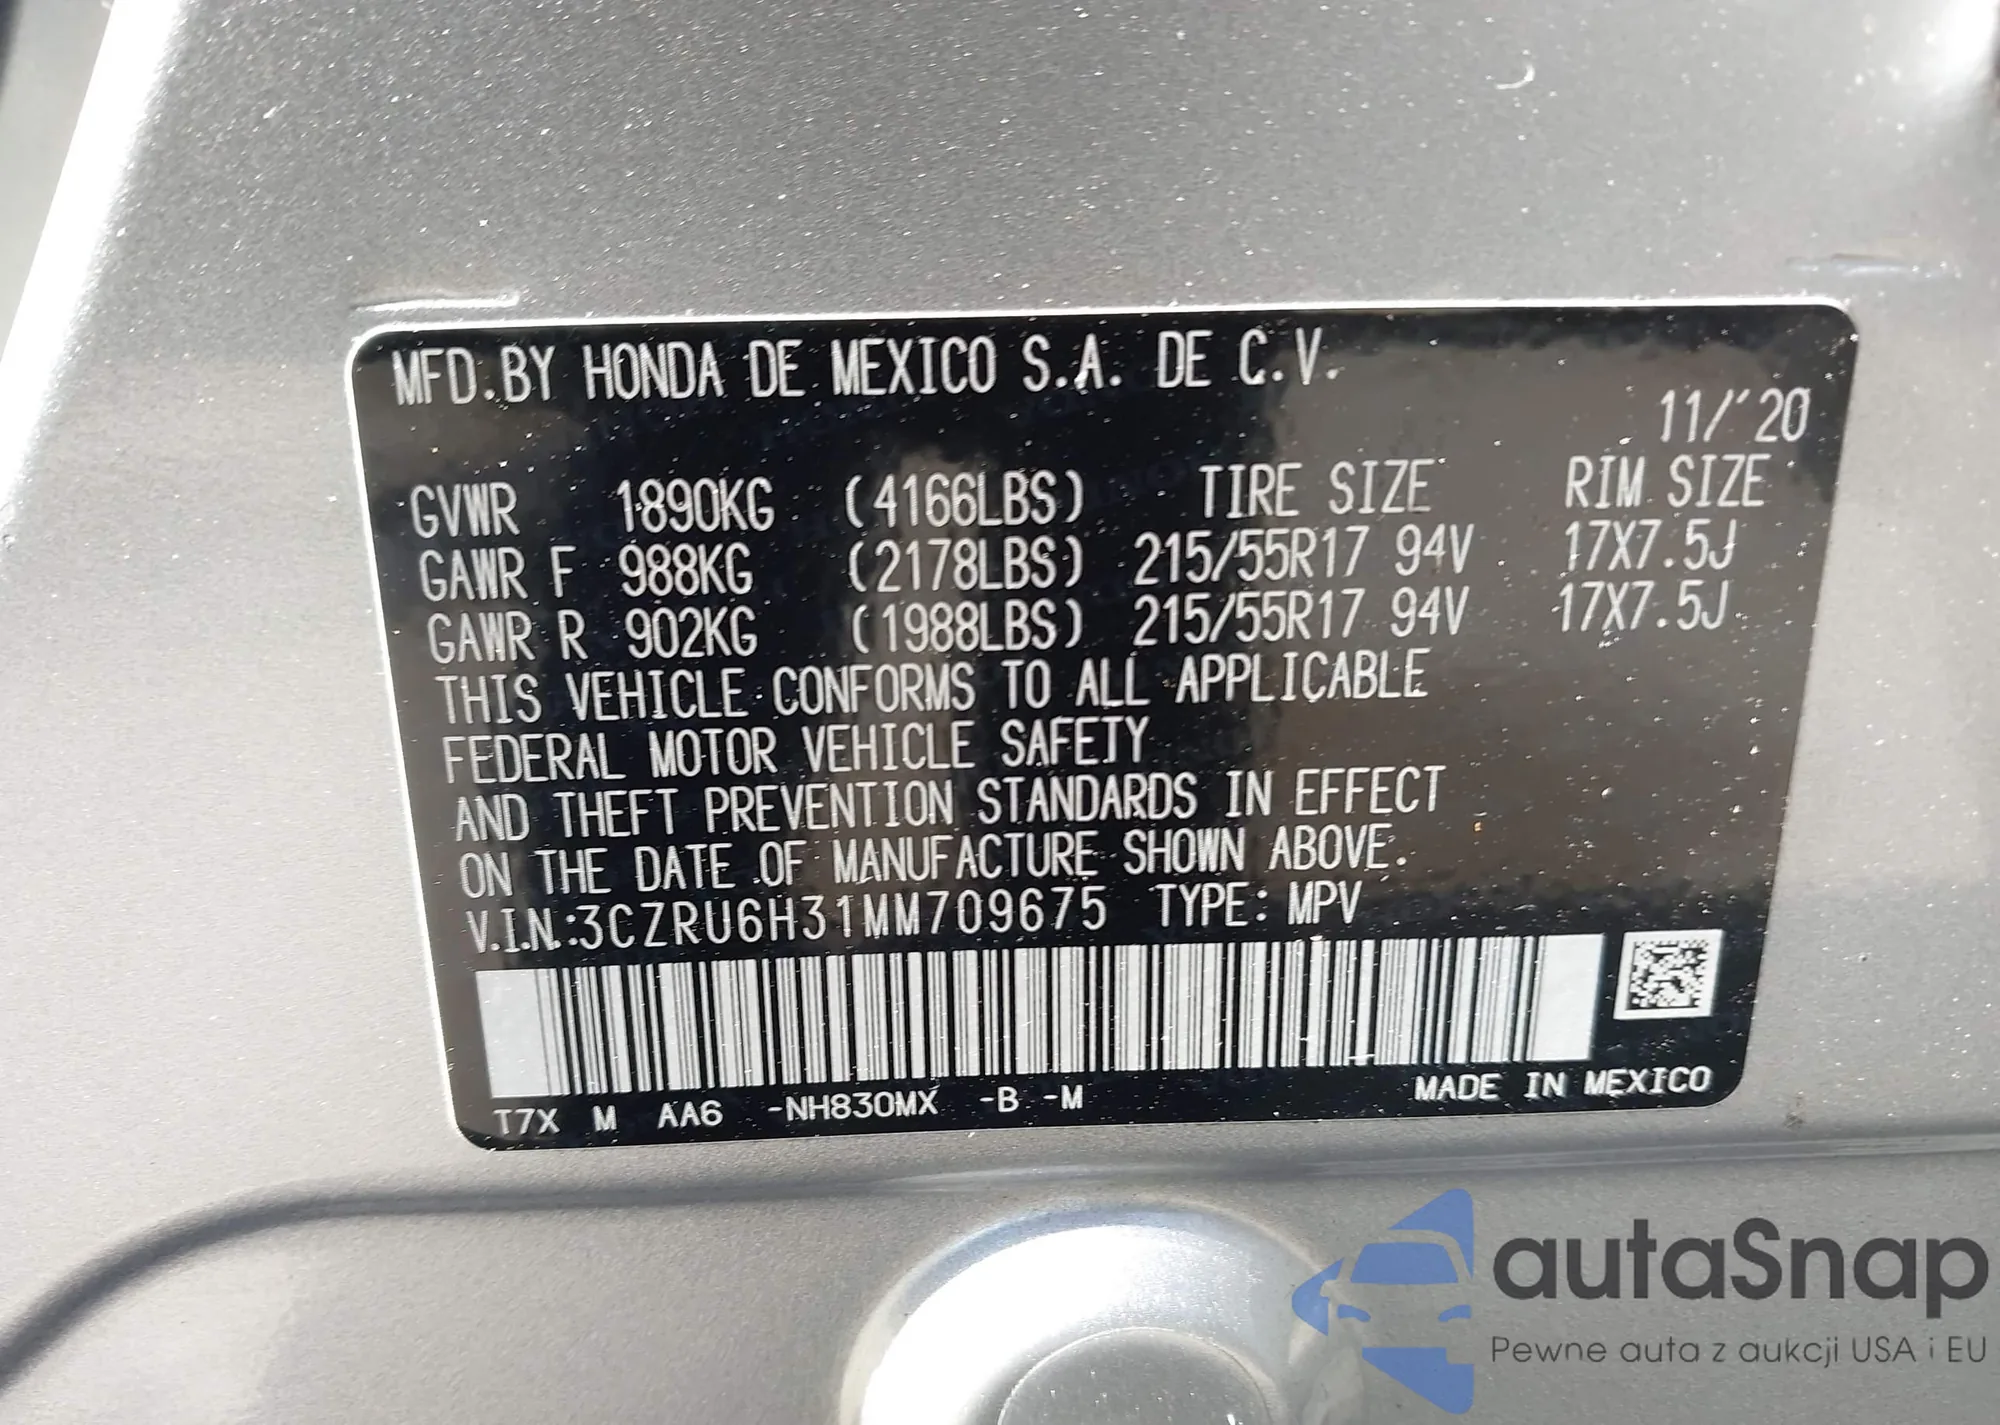 MFD.BY HONDA DE MEXICO S.A. DE C.V.
11/'20
GVWR 1890KG (4166LBS) TIRE SIZE RIM SIZE
GAWR F 988KG (2178LBS) 215/55R17 94V 17X7.5J
GAWR R 902KG (1988LBS) 215/55R17 94V 17X7.5J
THIS VEHICLE CONFORMS TO ALL APPLICABLE
FEDERAL MOTOR VEHICLE SAFETY
AND THEFT PREVENTION STANDARDS IN EFFECT
ON THE DATE OF MANUFACTURE SHOWN ABOVE.
V.I.N.:3CZRU6H31MM709675 TYPE: MPV
T7X M AA6 -NH830MX -B -M MADE IN MEXICO
autaSnap
Pewne auta z aukcji USA i EU